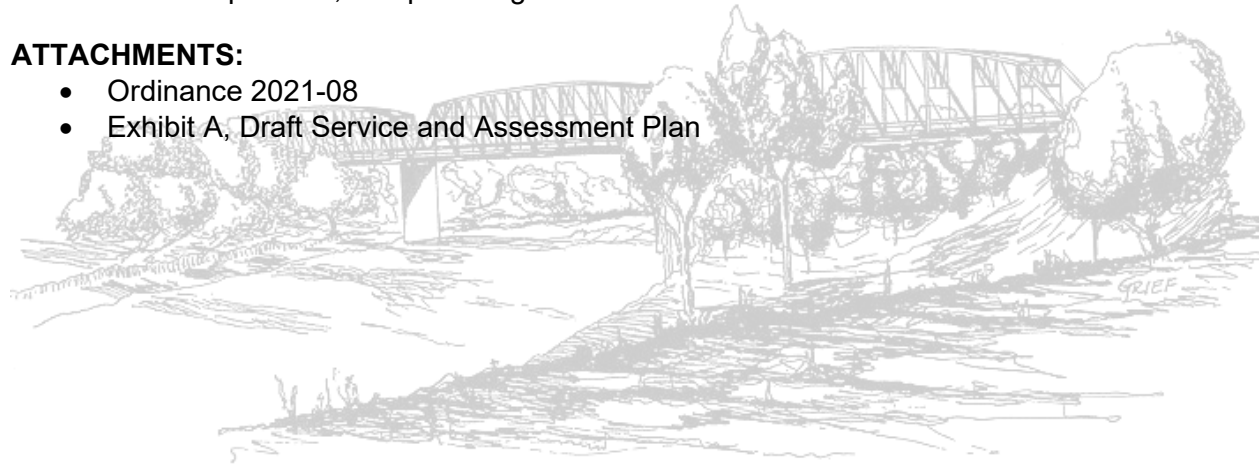 ATTACHMENTS:
• Ordinance 2021-08
• Exhibit A, Draft Service and Assessment Plan
GRIEF